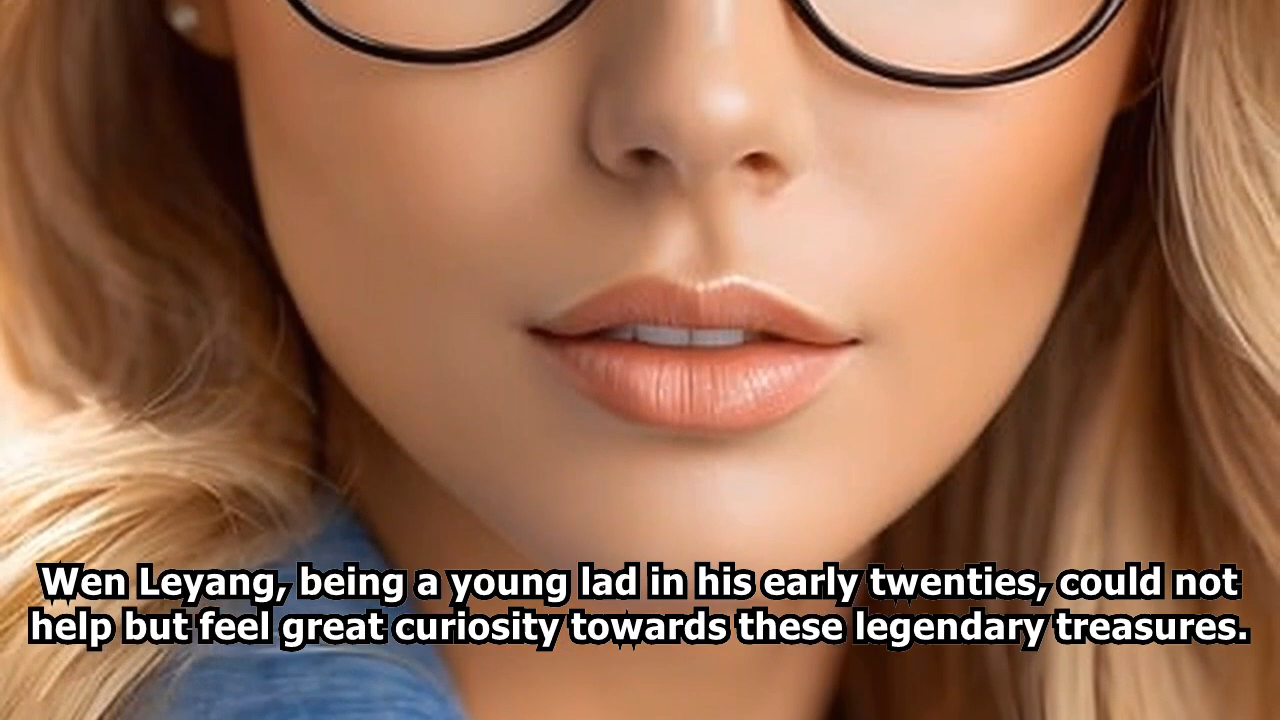 Wen Leyang, being a young lad in his early twenties, could not
help but feel great curiosity towards these legendary treasures.